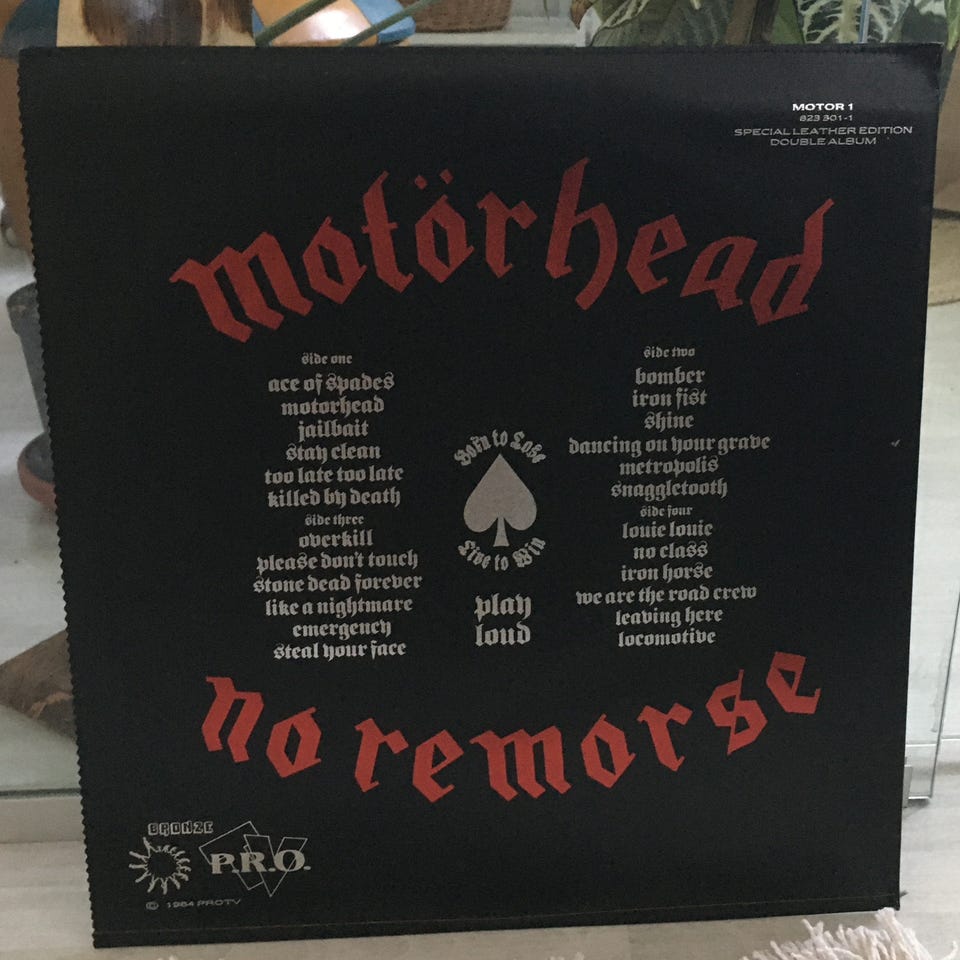 MOTOR 1
823 301-1
SPECIAL LEATHER EDITION
DOUBLE ALBUM
motörhead
side one
ace of spades
motorhead
jailbait
stay clean
too late too late
killed by death
side three
overkill
please don't touch
stone dead forever
like a nightmare
emergency
steal your face
Born to Lose
Live to Win
play
loud
side two
bomber
iron fist
shine
dancing on your grave
metropolis
snaggletooth
side four
louie louie
no class
iron horse
we are the road crew
leaving here
locomotive
no remorse
BRONZE
P.R.O.
© 1984 PROTV